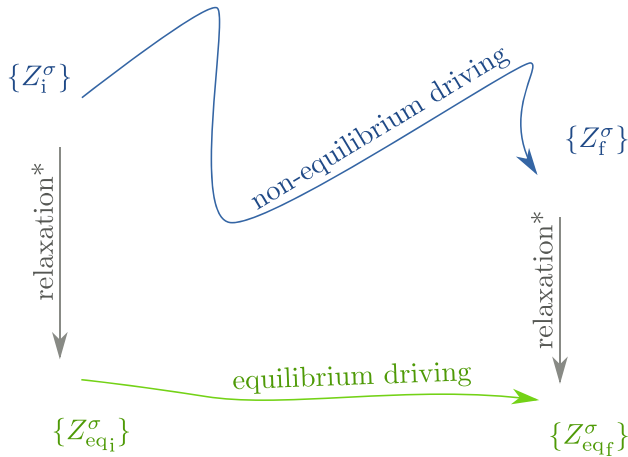 {Z_i^σ}
non-equilibrium driving
{Z_f^σ}
relaxation*
relaxation*
equilibrium driving
{Z_{eq_i}^σ}
{Z_{eq_f}^σ}